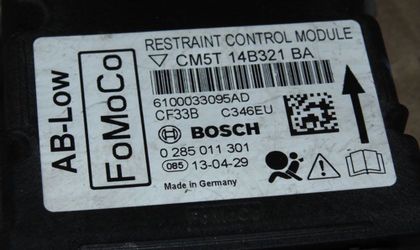 AB-Low
FoMoCo
RESTRAINT CONTROL MODULE
CM5T 14B321 BA
6100033095AD
CF33B C346EU
BOSCH
0 285 011 301
085 13-04-29
Made in Germany